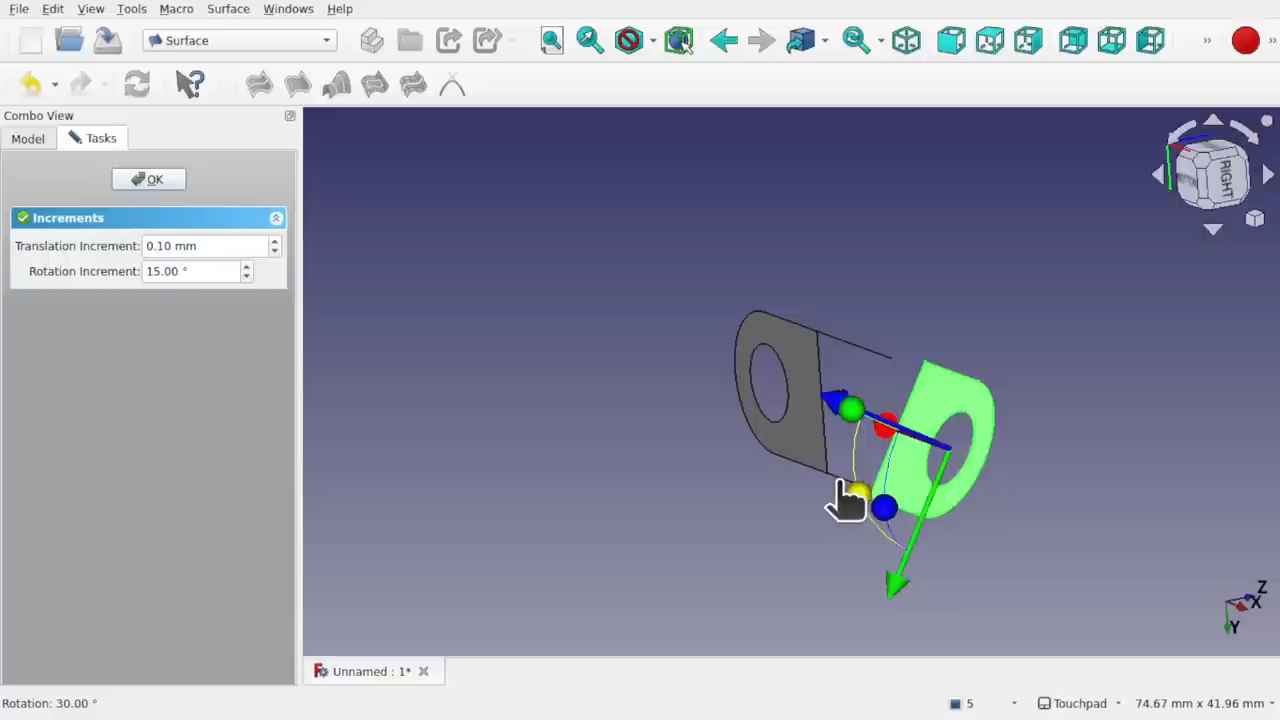 File Edit View Tools Macro Surface Windows Help
Surface
Combo View
Model Tasks
OK
Increments
Translation Increment: 0.10 mm
Rotation Increment: 15.00 °
RIGHT
Z
X
Y
Unnamed : 1*
Rotation: 30.00 ° 5 Touchpad 74.67 mm x 41.96 mm